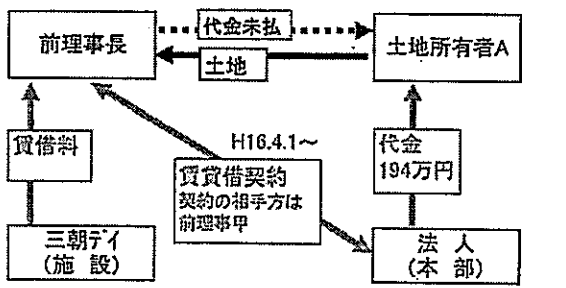 前理事長
代金未払
土地
土地所有者A
賃借料
H16.4.1～
賃貸借契約
契約の相手方は
前理事甲
代金
194万円
三朝デイ
(施 設)
法 人
(本 部)